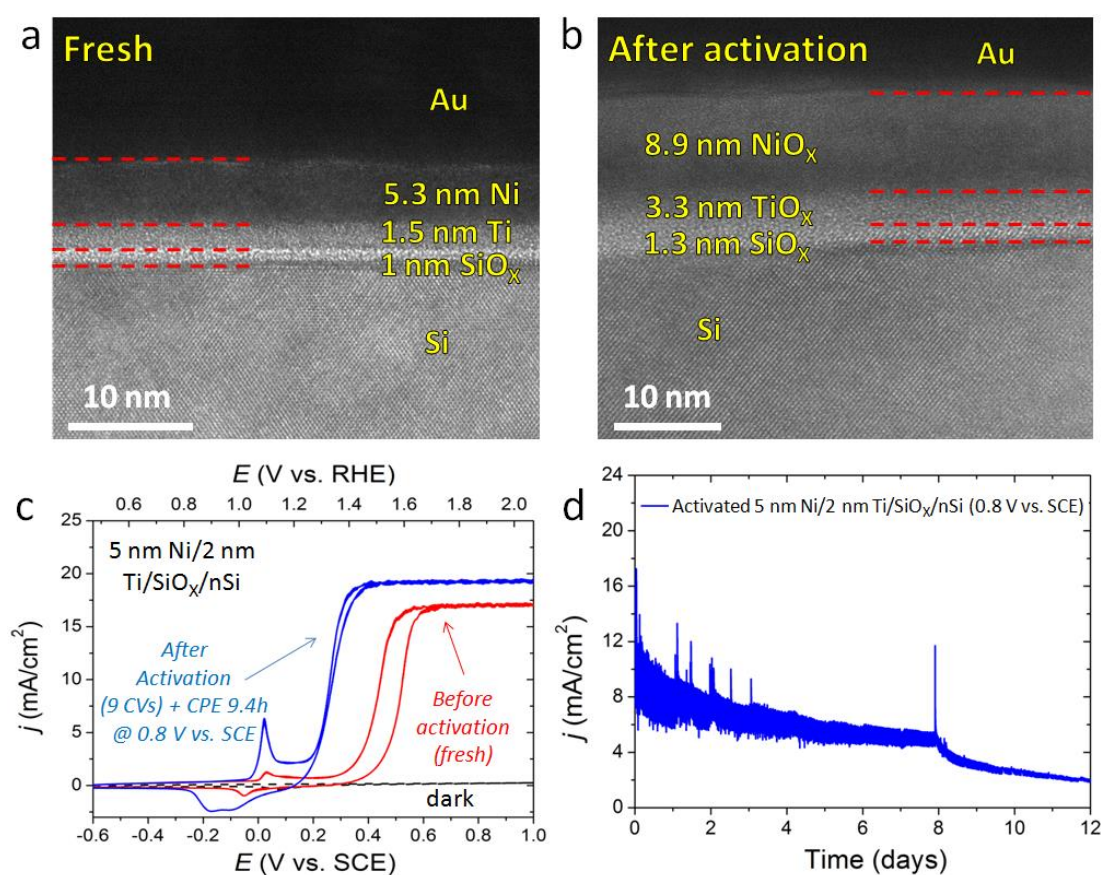 a
Fresh
Au
5.3 nm Ni
1.5 nm Ti
1 nm SiOₓ
Si
10 nm
b
After activation
Au
8.9 nm NiOₓ
3.3 nm TiOₓ
1.3 nm SiOₓ
Si
10 nm
c
E (V vs. RHE)
0.6 0.8 1.0 1.2 1.4 1.6 1.8 2.0
25
20
15
10
5
0
j (mA/cm²)
5 nm Ni/2 nm
Ti/SiOₓ/nSi
After
Activation
(9 CVs) + CPE 9.4h
@ 0.8 V vs. SCE
Before
activation
(fresh)
dark
-0.6 -0.4 -0.2 0.0 0.2 0.4 0.6 0.8 1.0
E (V vs. SCE)
d
24
20
16
12
8
4
0
j (mA/cm²)
Activated 5 nm Ni/2 nm Ti/SiOₓ/nSi (0.8 V vs. SCE)
0 2 4 6 8 10 12
Time (days)